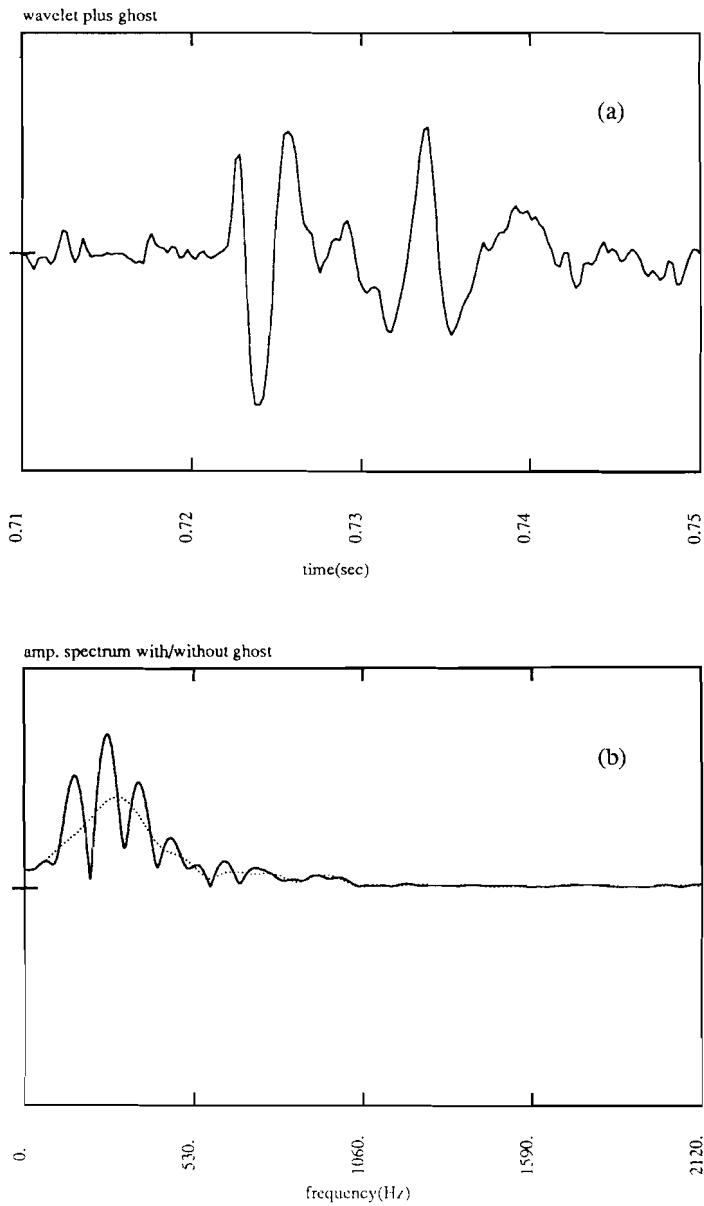 wavelet plus ghost
(a)
0.71
0.72
0.73
0.74
0.75
time(sec)
amp. spectrum with/without ghost
(b)
0.
530.
1060.
1590.
2120.
frequency(Hz)